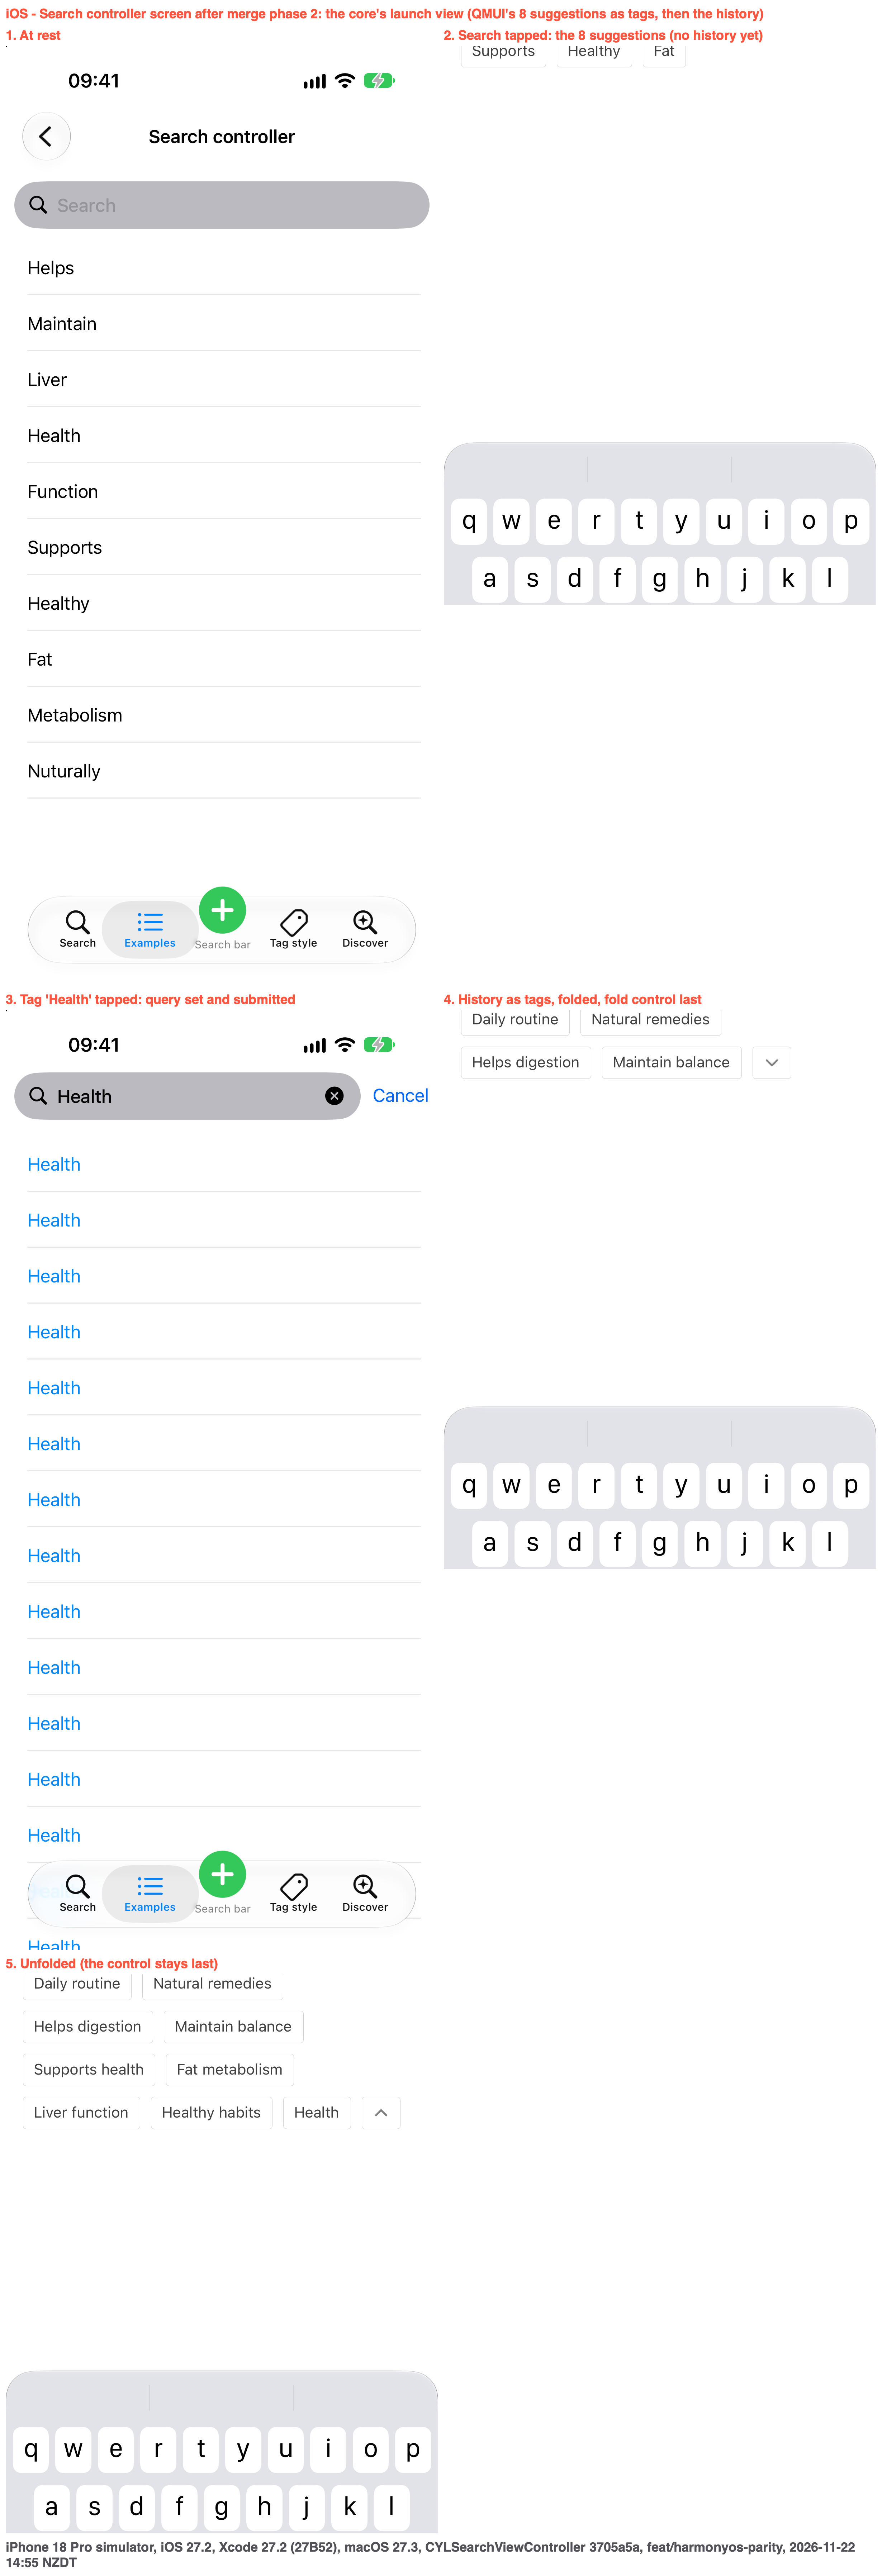 iOS - Search controller screen after merge phase 2: the core's launch view (QMUI's 8 suggestions as tags, then the history)
1. At rest
09:41
Search controller
Search
Helps
Maintain
Liver
Health
Function
Supports
Healthy
Fat
Metabolism
Nuturally
Search
Examples
Search bar
Tag style
Discover
2. Search tapped: the 8 suggestions (no history yet)
Supports Healthy Fat
q w e r t y u i o p
a s d f g h j k l
3. Tag 'Health' tapped: query set and submitted
09:41
Health Cancel
Health
Health
Health
Health
Health
Health
Health
Health
Health
Health
Health
Health
Health
Health
Search
Examples
Search bar
Tag style
Discover
Health
4. History as tags, folded, fold control last
Daily routine Natural remedies
Helps digestion Maintain balance
q w e r t y u i o p
a s d f g h j k l
5. Unfolded (the control stays last)
Daily routine Natural remedies
Helps digestion Maintain balance
Supports health Fat metabolism
Liver function Healthy habits Health
q w e r t y u i o p
a s d f g h j k l
iPhone 18 Pro simulator, iOS 27.2, Xcode 27.2 (27B52), macOS 27.3, CYLSearchViewController 3705a5a, feat/harmonyos-parity, 2026-11-22
14:55 NZDT